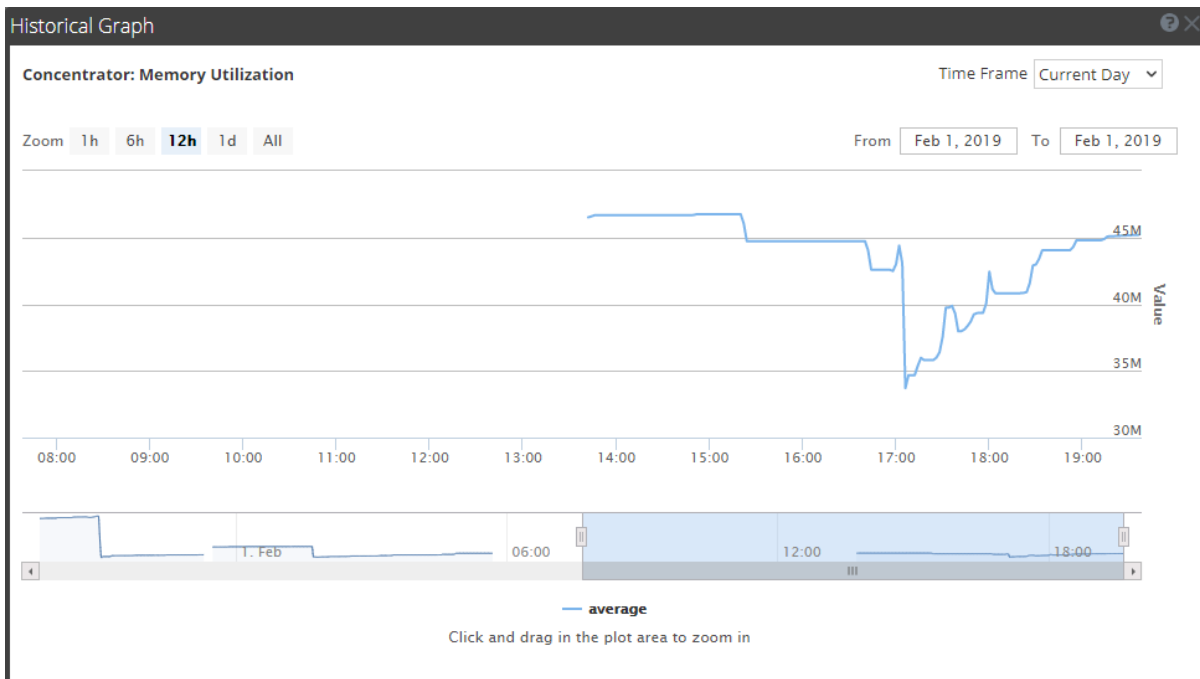 Historical Graph
Concentrator: Memory Utilization
Time Frame Current Day
Zoom 1h 6h 12h 1d All
From Feb 1, 2019 To Feb 1, 2019
45M
40M
Value
35M
30M
08:00 09:00 10:00 11:00 12:00 13:00 14:00 15:00 16:00 17:00 18:00 19:00
1. Feb 06:00 12:00 18:00
average
Click and drag in the plot area to zoom in